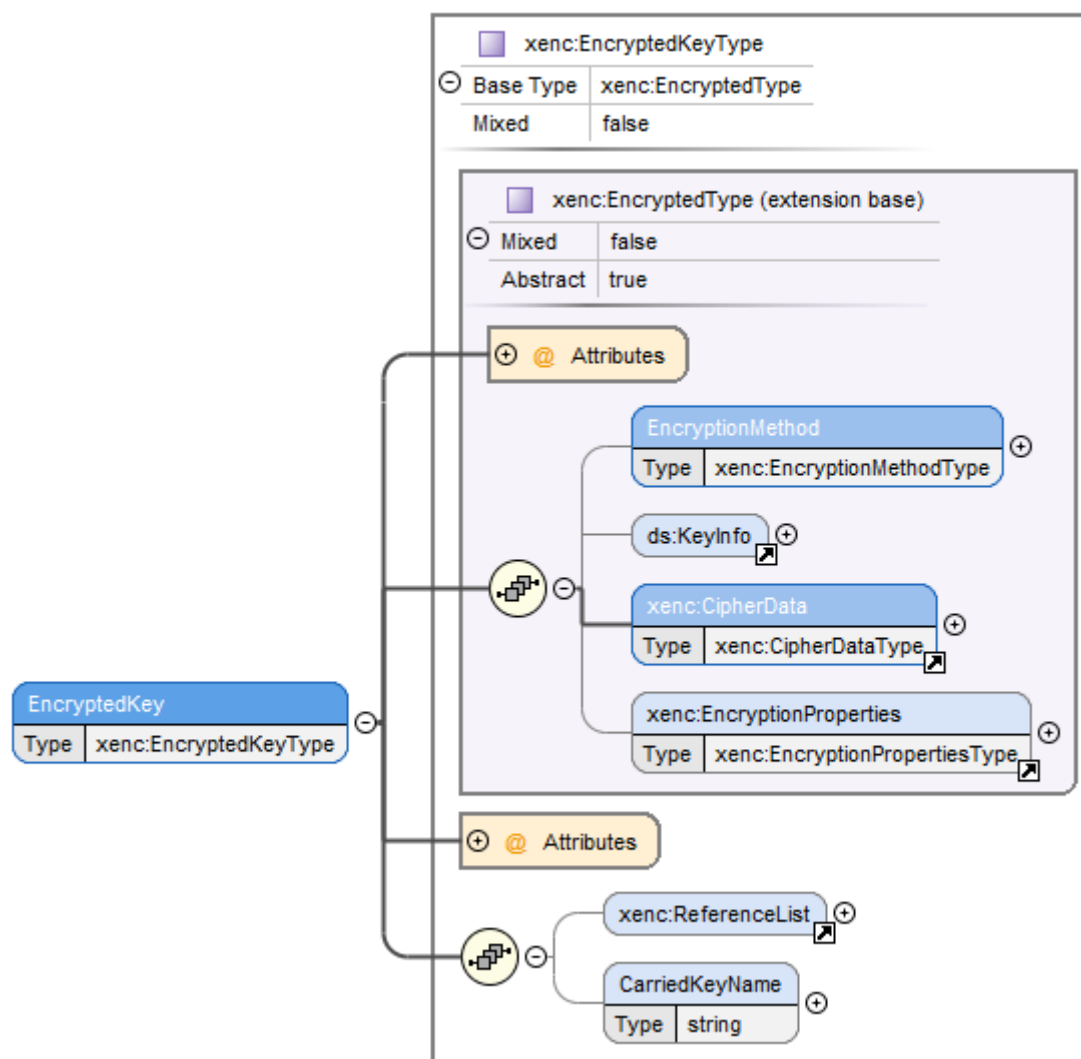 xenc:EncryptedKeyType
Base Type xenc:EncryptedType
Mixed false
xenc:EncryptedType (extension base)
Mixed false
Abstract true
@ Attributes
EncryptionMethod
Type xenc:EncryptionMethodType
ds:KeyInfo
xenc:CipherData
Type xenc:CipherDataType
EncryptedKey
Type xenc:EncryptedKeyType
xenc:EncryptionProperties
Type xenc:EncryptionPropertiesType
@ Attributes
xenc:ReferenceList
CarriedKeyName
Type string